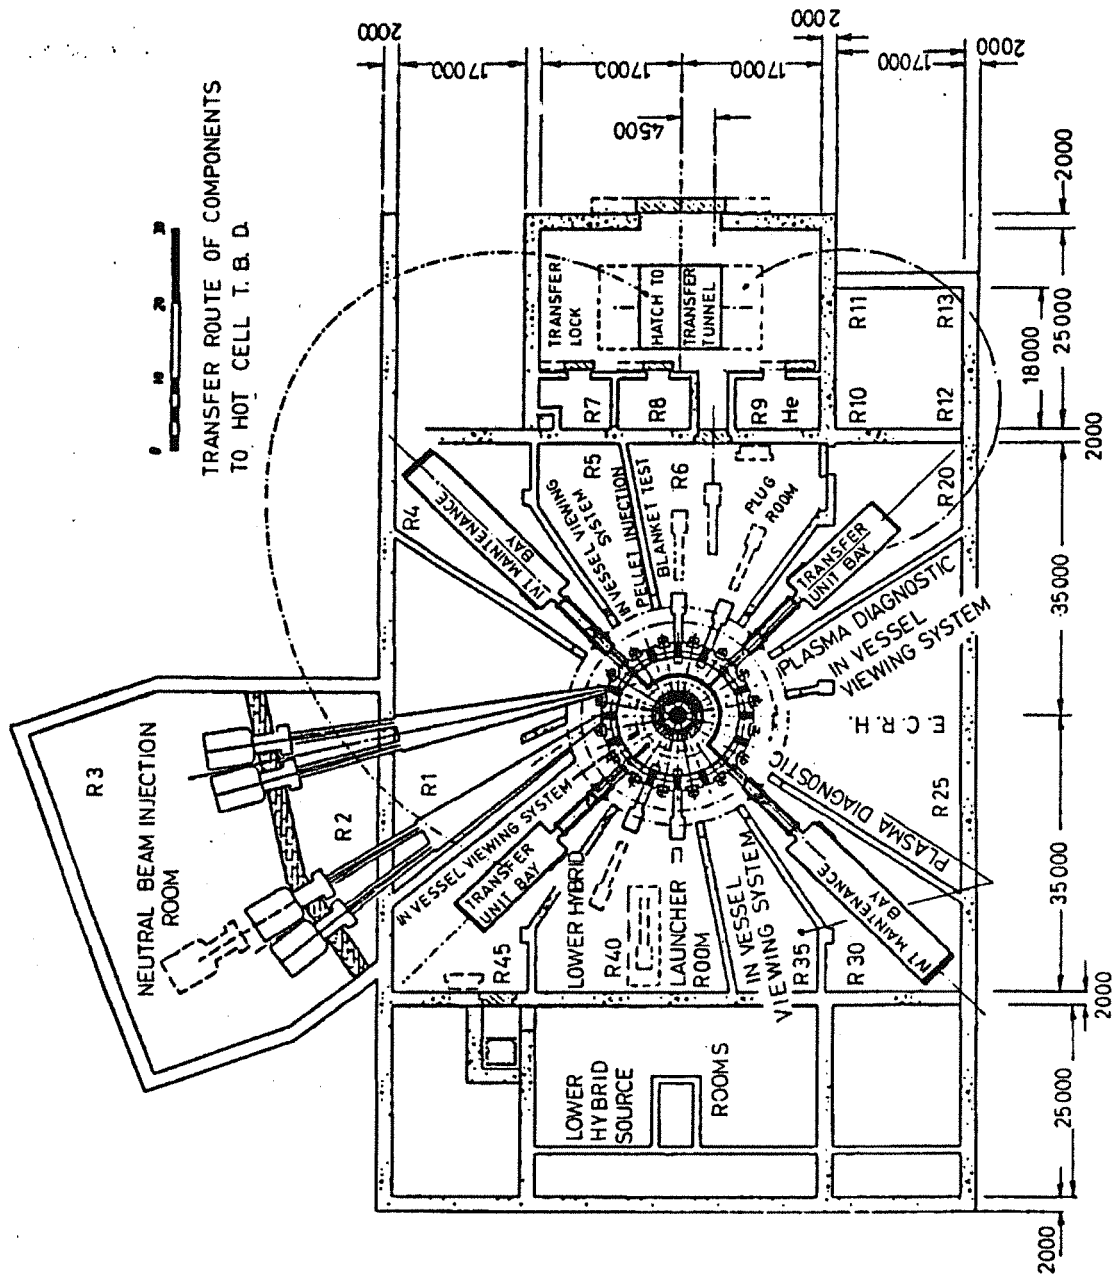 TRANSFER ROUTE OF COMPONENTS
TO HOT CELL T. B. D.
0 10 20 30
NEUTRAL BEAM INJECTION
ROOM
R3
R2
R1
R4
IVT MAINTENANCE
BAY
IN VESSEL VIEWING
SYSTEM
R5
PELLET INJECTION
BLANKET TEST
R6
PLUG
ROOM
TRANSFER
UNIT BAY
R20
PLASMA DIAGNOSTIC
IN VESSEL
VIEWING SYSTEM
E. C. R. H.
R25
PLASMA DIAGNOSTIC
IVT MAINTENANCE
BAY
R30
R35
IN VESSEL
VIEWING SYSTEM
LAUNCHER
ROOM
R40
LOWER HYBRID
R45
TRANSFER
UNIT BAY
IN VESSEL VIEWING SYSTEM
TRANSFER
LOCK
HATCH TO
TRANSFER
TUNNEL
R7
R8
R9
He
R10
R11
R12
R13
LOWER
HYBRID
SOURCE
ROOMS
2000
17000
17000
17000
2000
17000
2000
4500
2000
25000
18000
2000
35000
35000
2000
25000
2000